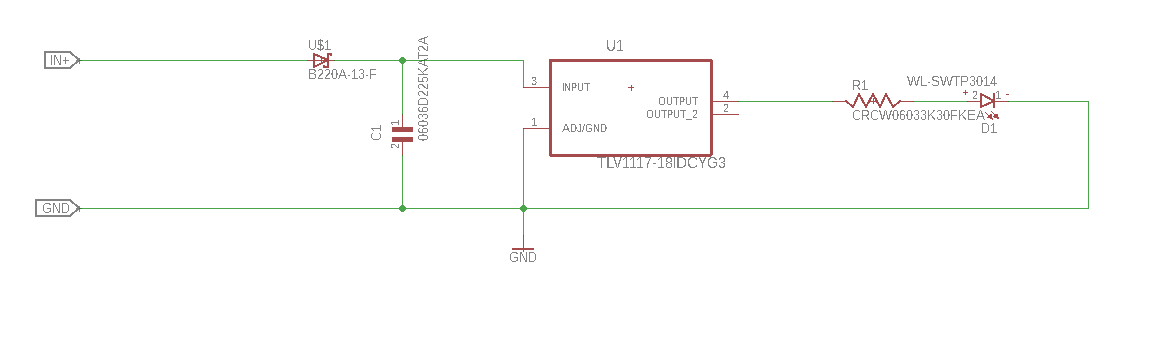 IN+
U$1
B220A-13-F
C1
1
2
06036D225KAT2A
U1
3
INPUT
+
1
ADJ/GND
OUTPUT
4
OUTPUT_2
2
TLV1117-18IDCYG3
R1
CRCW06033K30FKEA
WL-SWTP3014
+ 2
1 -
D1
GND
GND